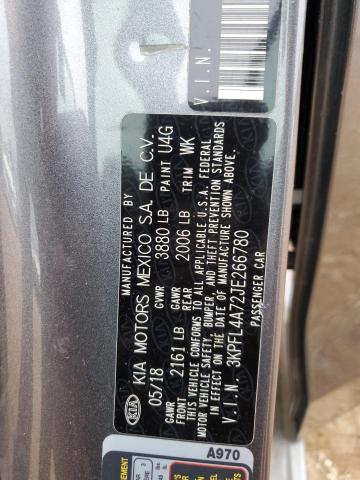 V.I.N.
MANUFACTURED BY
KIA MOTORS MEXICO S.A. DE C.V.
05/18 GVWR 3880 LB PAINT U4G
GAWR FRONT 2161 LB GAWR REAR 2006 LB TRIM WK
THIS VEHICLE CONFORMS TO ALL APPLICABLE U.S.A. FEDERAL
MOTOR VEHICLE SAFETY, BUMPER, AND THEFT PREVENTION STANDARDS
IN EFFECT ON THE DATE OF MANUFACTURE SHOWN ABOVE.
V.I.N. 3KPFL4A72JE266780
PASSENGER CAR
KIA
A970